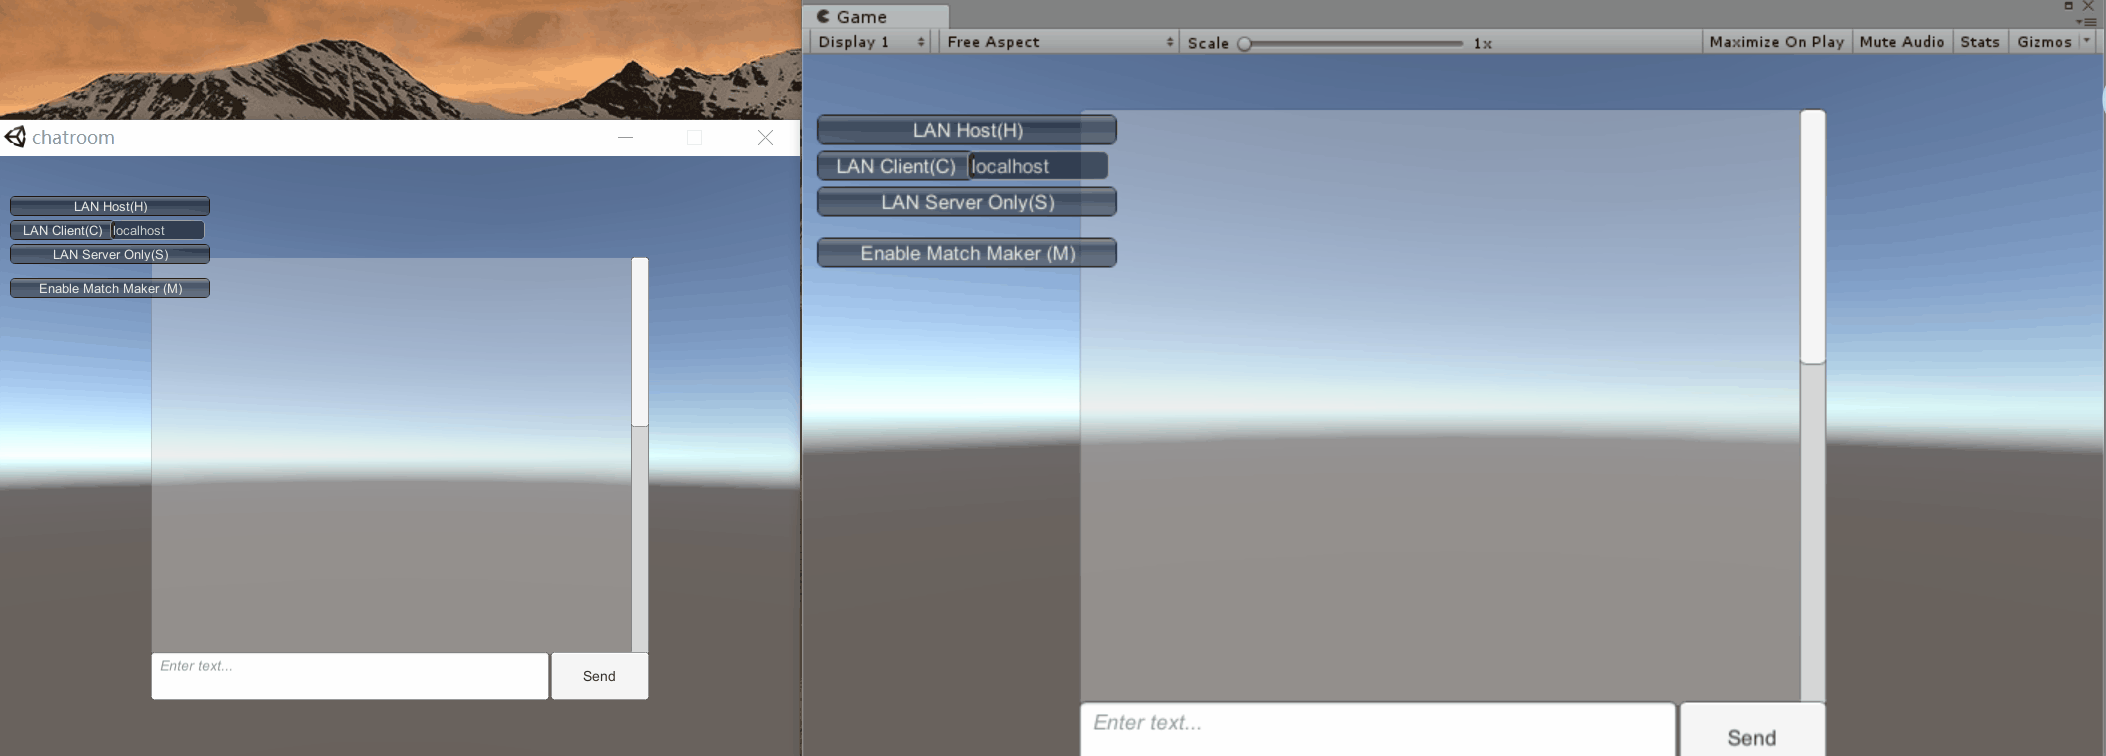 chatroom
LAN Host(H)
LAN Client(C) localhost
LAN Server Only(S)
Enable Match Maker (M)
Enter text...
Send
Game
Display 1 Free Aspect Scale 1x Maximize On Play Mute Audio Stats Gizmos
LAN Host(H)
LAN Client(C) localhost
LAN Server Only(S)
Enable Match Maker (M)
Enter text...
Send